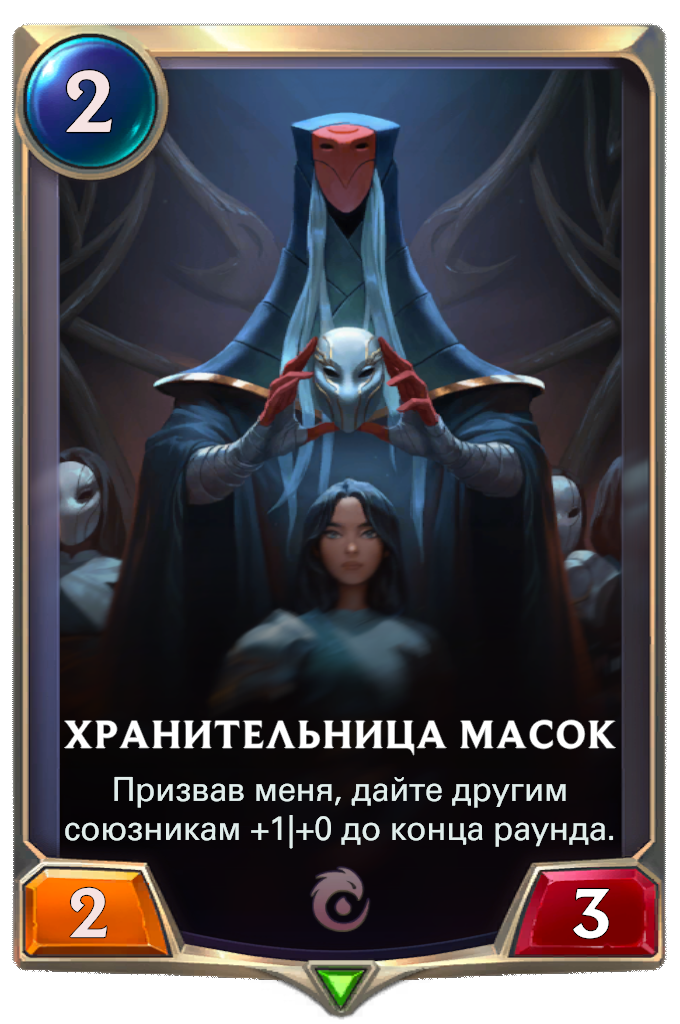 2
ХРАНИТЕЛЬНИЦА МАСОК
Призвав меня, дайте другим
союзникам +1|+0 до конца раунда.
2
3